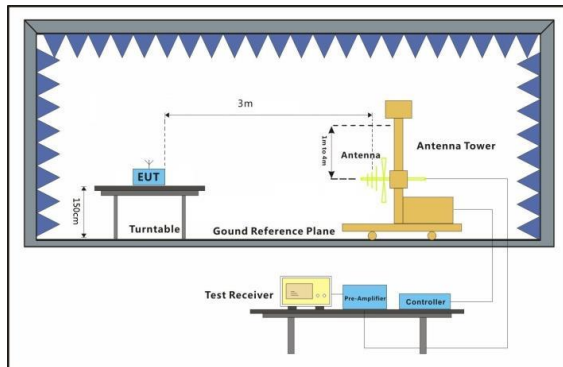 3m
1m to 4m
Antenna
Antenna Tower
EUT
150cm
Turntable
Gound Reference Plane
Test Receiver
Pre-Amplifier
Controller